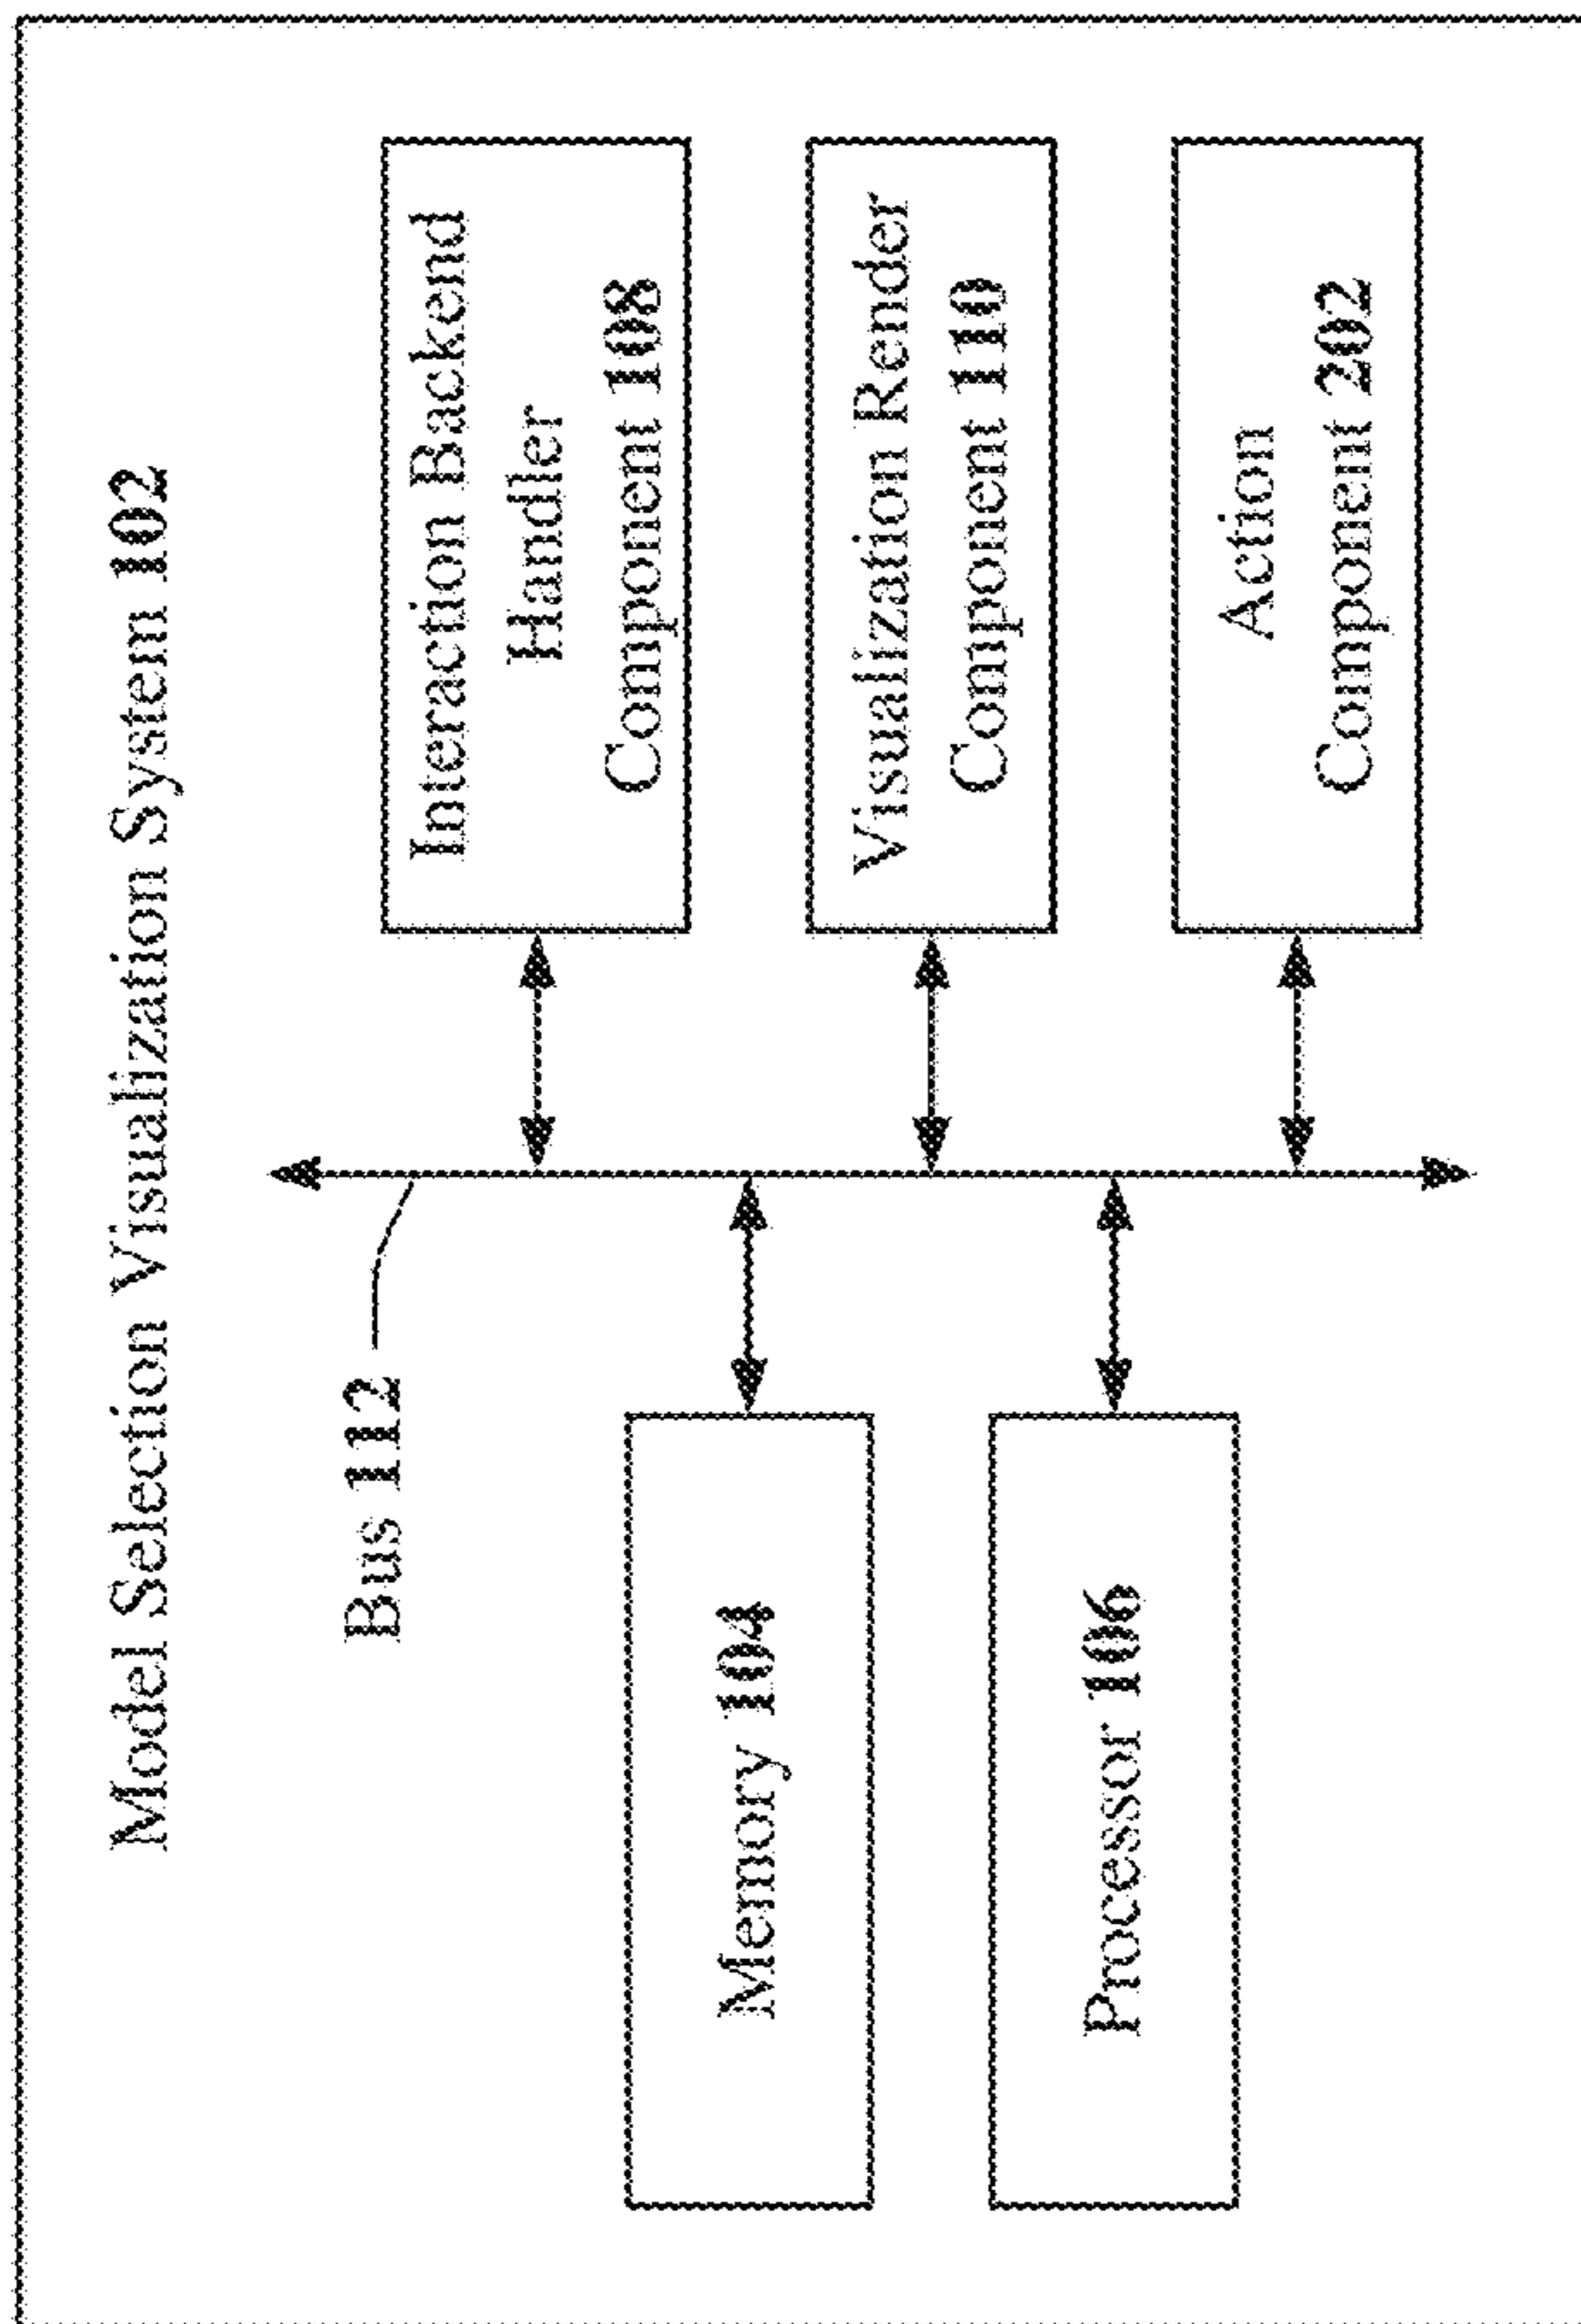 Model Selection Visualization System 102
Bus 112
Memory 104
Processor 106
Interaction Backend
Handler
Component 108
Visualization Render
Component 110
Action
Component 202